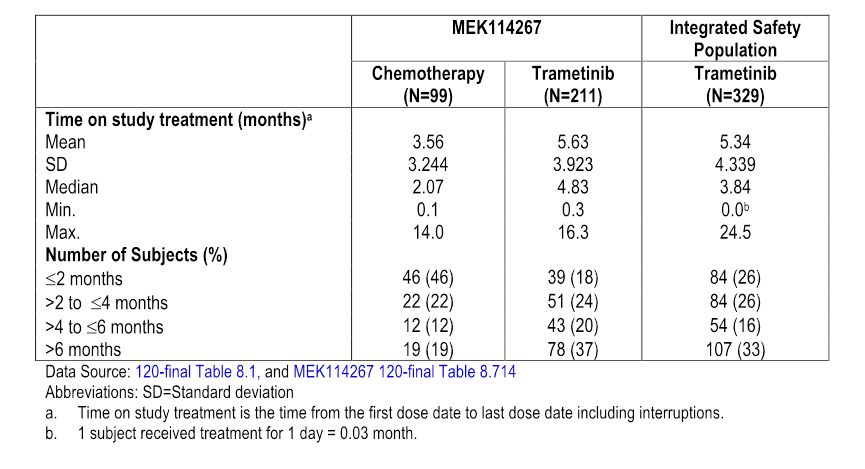 MEK114267 Integrated Safety Population
Chemotherapy (N=99) Trametinib (N=211) Trametinib (N=329)
Time on study treatment (months)a
Mean 3.56 5.63 5.34
SD 3.244 3.923 4.339
Median 2.07 4.83 3.84
Min. 0.1 0.3 0.0b
Max. 14.0 16.3 24.5
Number of Subjects (%)
≤2 months 46 (46) 39 (18) 84 (26)
>2 to ≤4 months 22 (22) 51 (24) 84 (26)
>4 to ≤6 months 12 (12) 43 (20) 54 (16)
>6 months 19 (19) 78 (37) 107 (33)
Data Source: 120-final Table 8.1, and MEK114267 120-final Table 8.714
Abbreviations: SD=Standard deviation
a. Time on study treatment is the time from the first dose date to last dose date including interruptions.
b. 1 subject received treatment for 1 day = 0.03 month.